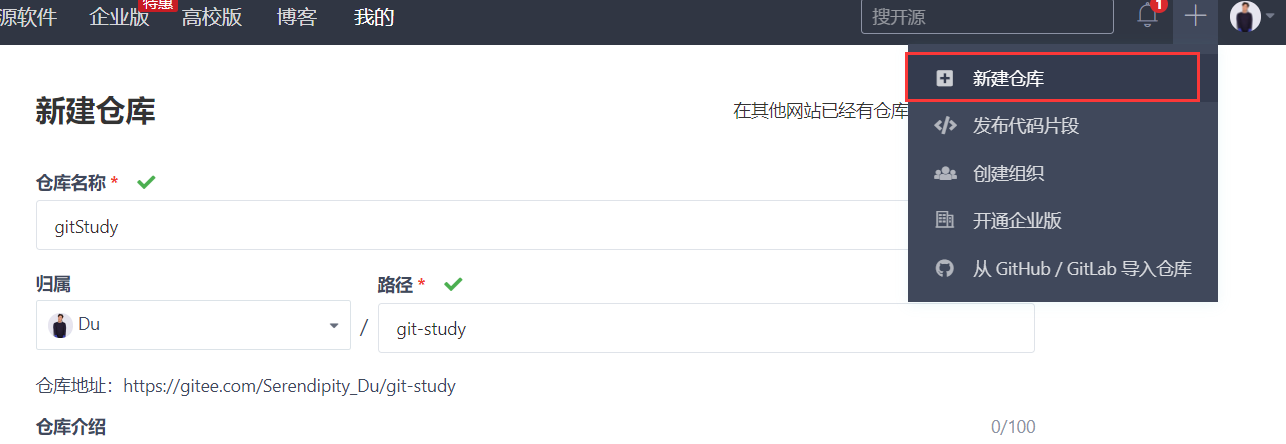 源软件 企业版 特惠 高校版 博客 我的 搜开源 1
新建仓库
在其他网站已经有仓库
新建仓库
发布代码片段
创建组织
开通企业版
从 GitHub / GitLab 导入仓库
仓库名称 *
gitStudy
归属
路径 *
Du / git-study
仓库地址：https://gitee.com/Serendipity_Du/git-study
仓库介绍 0/100